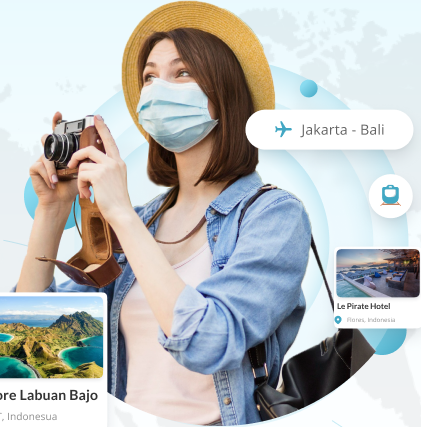 Jakarta - Bali
Le Pirate Hotel
Flores, Indonesia
ore Labuan Bajo
T, Indonesua